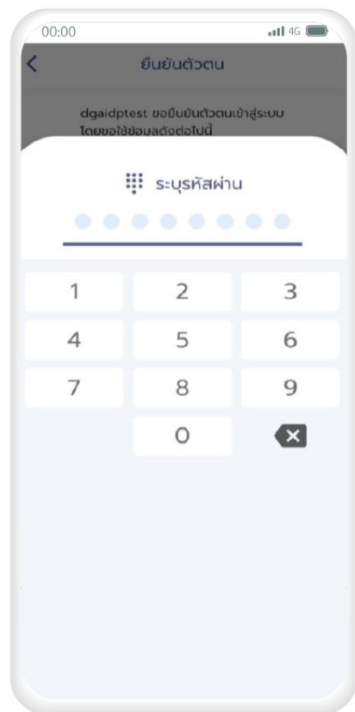 00:00 4G
ยืนยันตัวตน
dgaidptest ขอยืนยันตัวตนเข้าสู่ระบบ
โดยขอใช้ข้อมูลดังต่อไปนี้
ระบุรหัสผ่าน
1 2 3
4 5 6
7 8 9
0